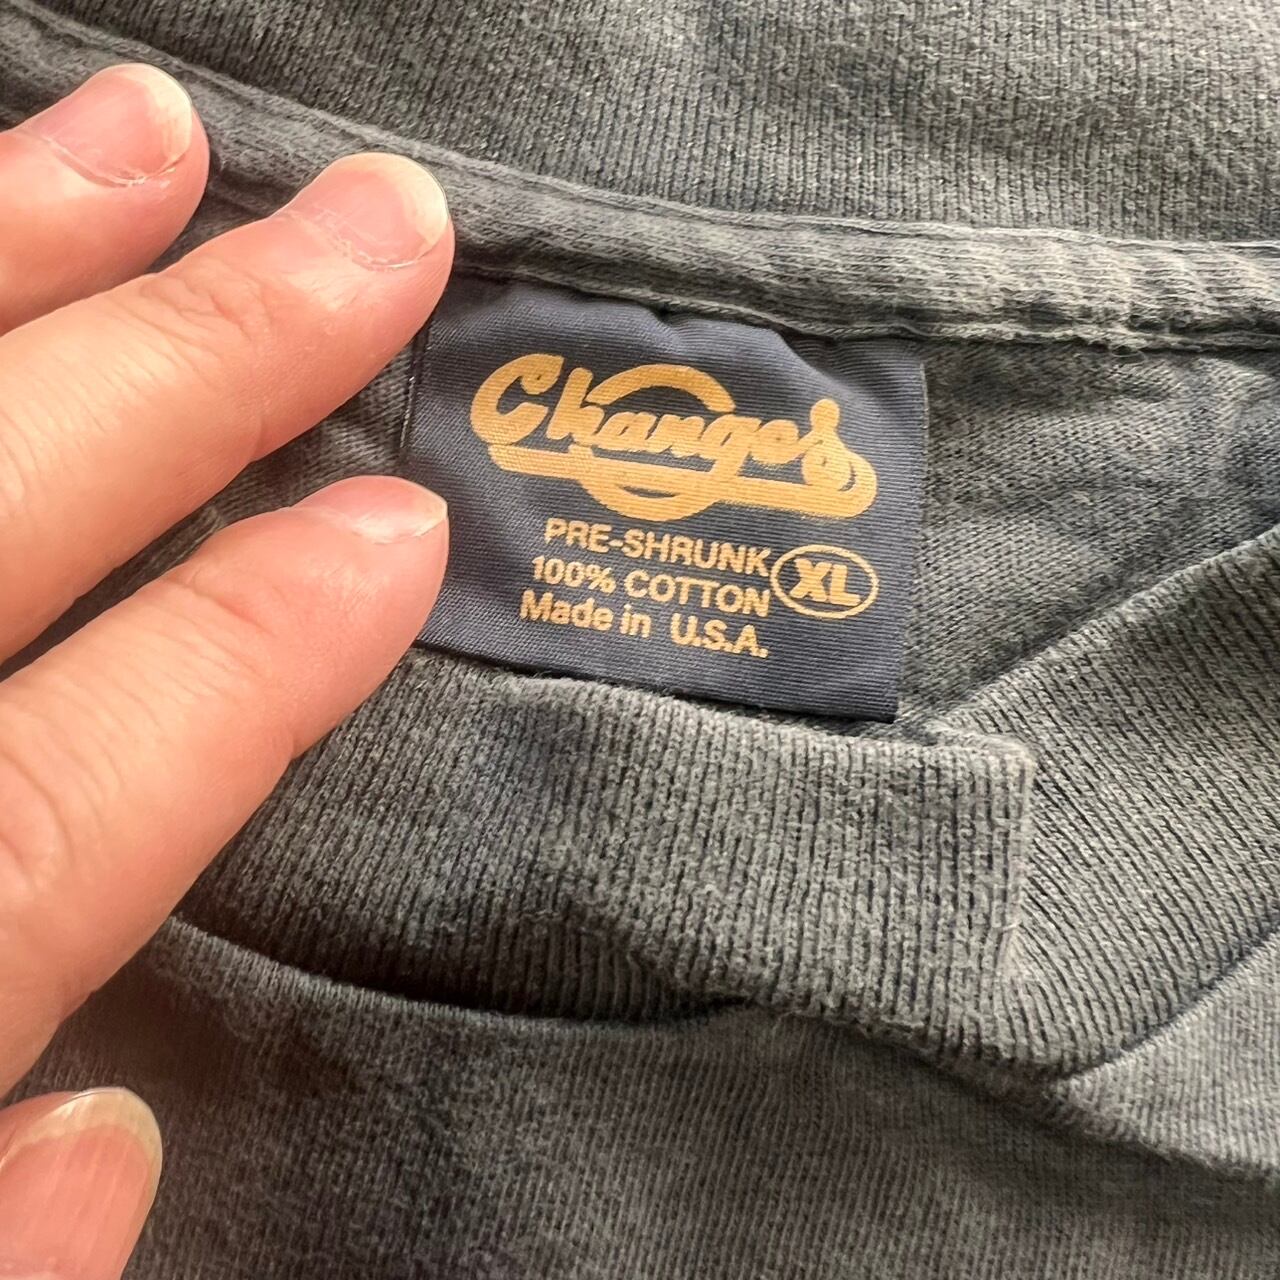 Changes
PRE-SHRUNK
100% COTTON
Made in U.S.A.
XL